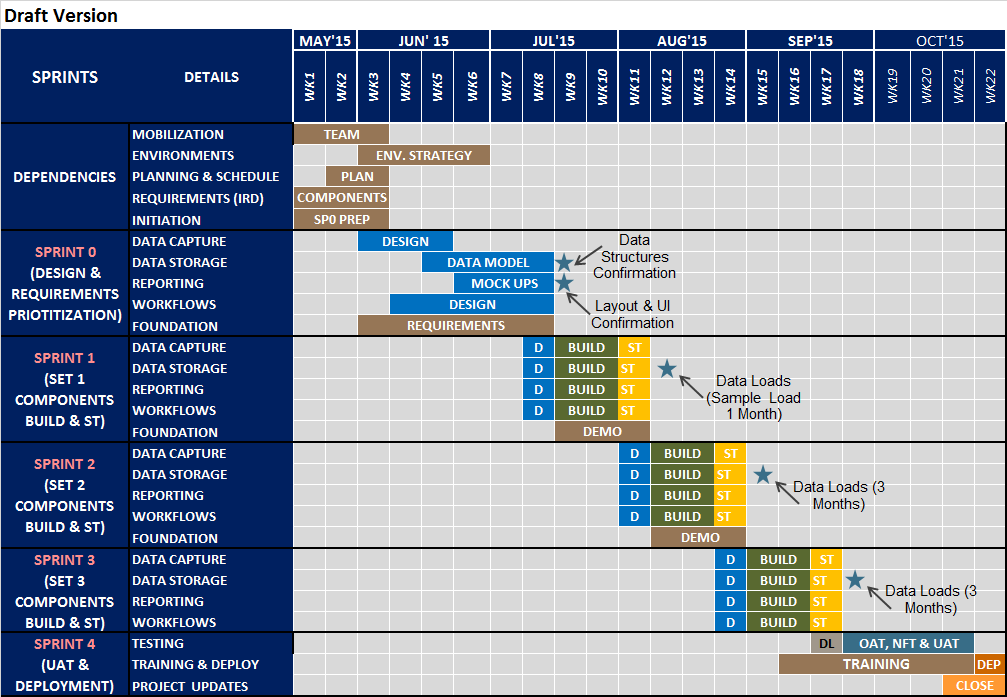 Draft Version
SPRINTS DETAILS MAY'15 JUN' 15 JUL'15 AUG'15 SEP'15 OCT'15
WK1 WK2 WK3 WK4 WK5 WK6 WK7 WK8 WK9 WK10 WK11 WK12 WK13 WK14 WK15 WK16 WK17 WK18 WK19 WK20 WK21 WK22
DEPENDENCIES
MOBILIZATION TEAM
ENVIRONMENTS ENV. STRATEGY
PLANNING & SCHEDULE PLAN
REQUIREMENTS (IRD) COMPONENTS
INITIATION SP0 PREP
SPRINT 0
(DESIGN &
REQUIREMENTS
PRIOTITIZATION)
DATA CAPTURE DESIGN
DATA STORAGE DATA MODEL
REPORTING MOCK UPS
WORKFLOWS DESIGN
FOUNDATION REQUIREMENTS
Data
Structures
Confirmation
Layout & UI
Confirmation
SPRINT 1
(SET 1
COMPONENTS
BUILD & ST)
DATA CAPTURE D BUILD ST
DATA STORAGE D BUILD ST
REPORTING D BUILD ST
WORKFLOWS D BUILD ST
FOUNDATION DEMO
Data Loads
(Sample Load
1 Month)
SPRINT 2
(SET 2
COMPONENTS
BUILD & ST)
DATA CAPTURE D BUILD ST
DATA STORAGE D BUILD ST
REPORTING D BUILD ST
WORKFLOWS D BUILD ST
FOUNDATION DEMO
Data Loads (3
Months)
SPRINT 3
(SET 3
COMPONENTS
BUILD & ST)
DATA CAPTURE D BUILD ST
DATA STORAGE D BUILD ST
REPORTING D BUILD ST
WORKFLOWS D BUILD ST
Data Loads (3
Months)
SPRINT 4
(UAT &
DEPLOYMENT)
TESTING DL OAT, NFT & UAT
TRAINING & DEPLOY TRAINING DEP
PROJECT UPDATES CLOSE